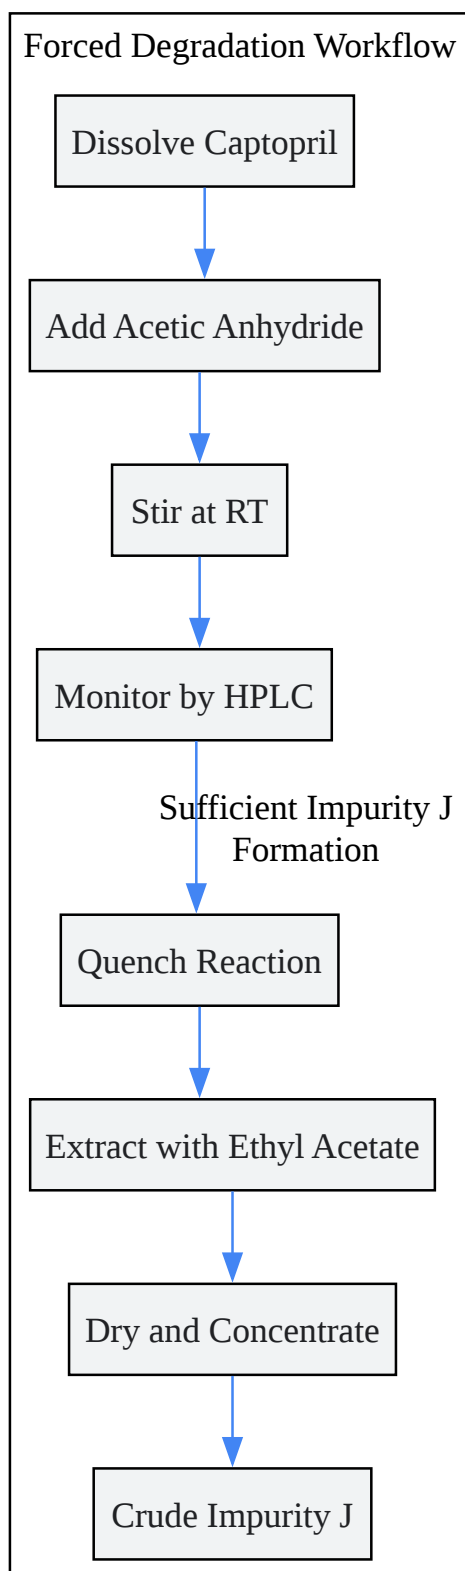 Forced Degradation Workflow
Dissolve Captopril
Add Acetic Anhydride
Stir at RT
Monitor by HPLC
Sufficient Impurity J
Formation
Quench Reaction
Extract with Ethyl Acetate
Dry and Concentrate
Crude Impurity J